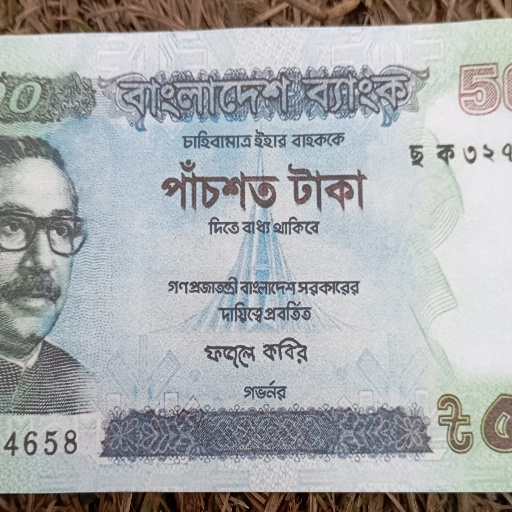 00
বাংলাদেশ ব্যাংক
50
চাহিবামাত্র ইহার বাহককে
ছ ক ৩২৭
পাঁচশত টাকা
দিতে বাধ্য থাকিবে
গণপ্রজাতন্ত্রী বাংলাদেশ সরকারের
দায়িত্বে প্রবর্তিত
ফজলে কবির
গভর্নর
4658
৳ ৫